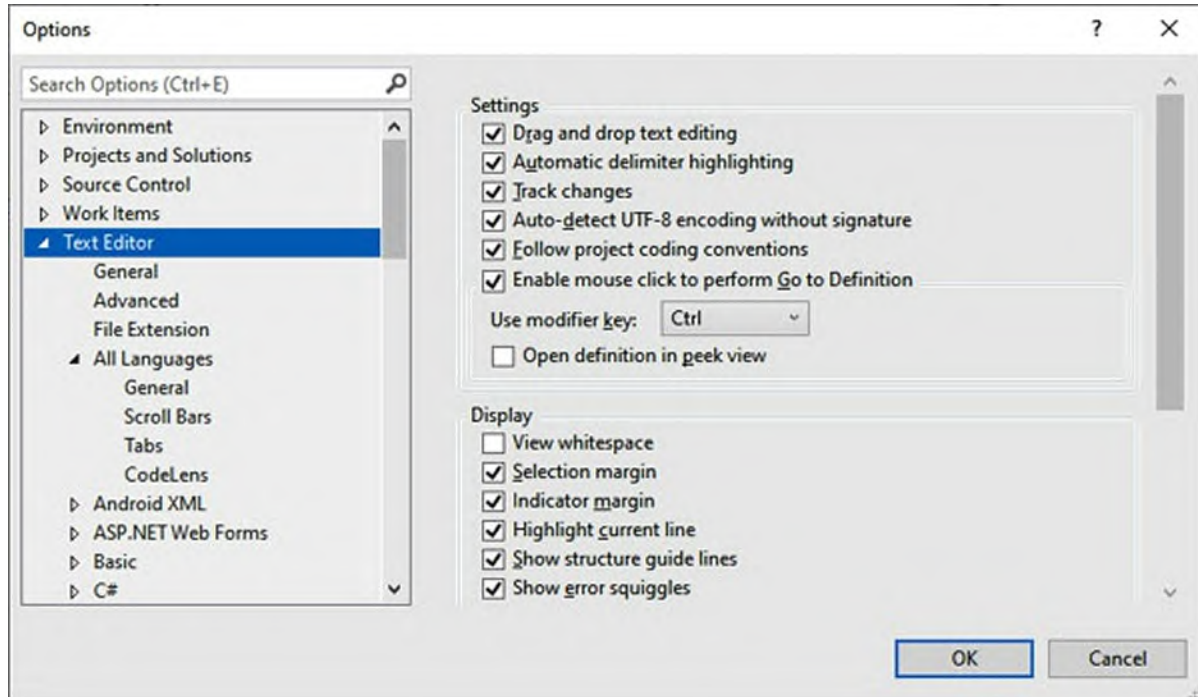 Options
?
Search Options (Ctrl+E)
Environment
Projects and Solutions
Source Control
Work Items
Text Editor
General
Advanced
File Extension
All Languages
General
Scroll Bars
Tabs
CodeLens
Android XML
ASP.NET Web Forms
Basic
C#
Settings
Drag and drop text editing
Automatic delimiter highlighting
Track changes
Auto-detect UTF-8 encoding without signature
Follow project coding conventions
Enable mouse click to perform Go to Definition
Use modifier key: Ctrl
Open definition in peek view
Display
View whitespace
Selection margin
Indicator margin
Highlight current line
Show structure guide lines
Show error squiggles
OK Cancel